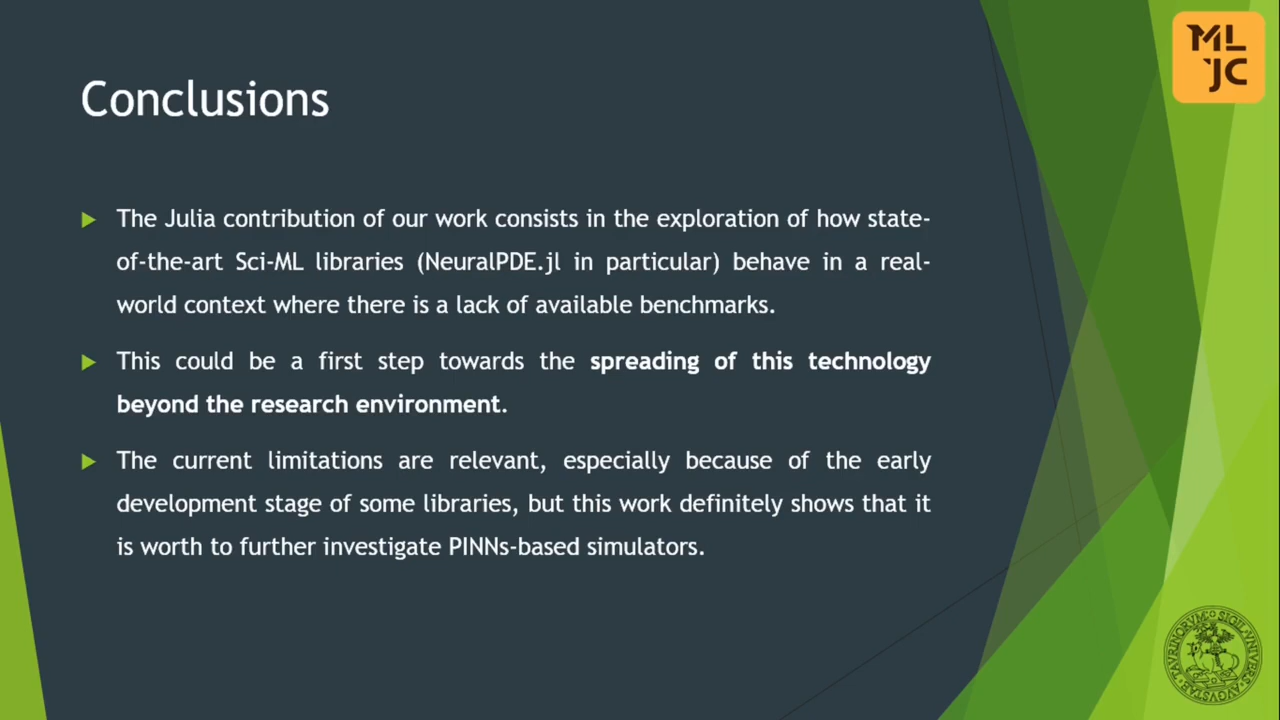 ML
JC
Conclusions
The Julia contribution of our work consists in the exploration of how state-
of-the-art Sci-ML libraries (NeuralPDE.jl in particular) behave in a real-
world context where there is a lack of available benchmarks.
This could be a first step towards the spreading of this technology
beyond the research environment.
The current limitations are relevant, especially because of the early
development stage of some libraries, but this work definitely shows that it
is worth to further investigate PINNs-based simulators.